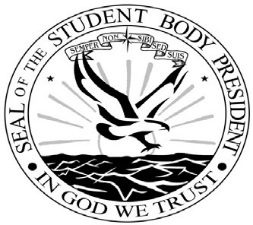 SEAL OF THE STUDENT BODY PRESIDENT
SEMPER NON SIBI SED SUIS
• IN GOD WE TRUST •